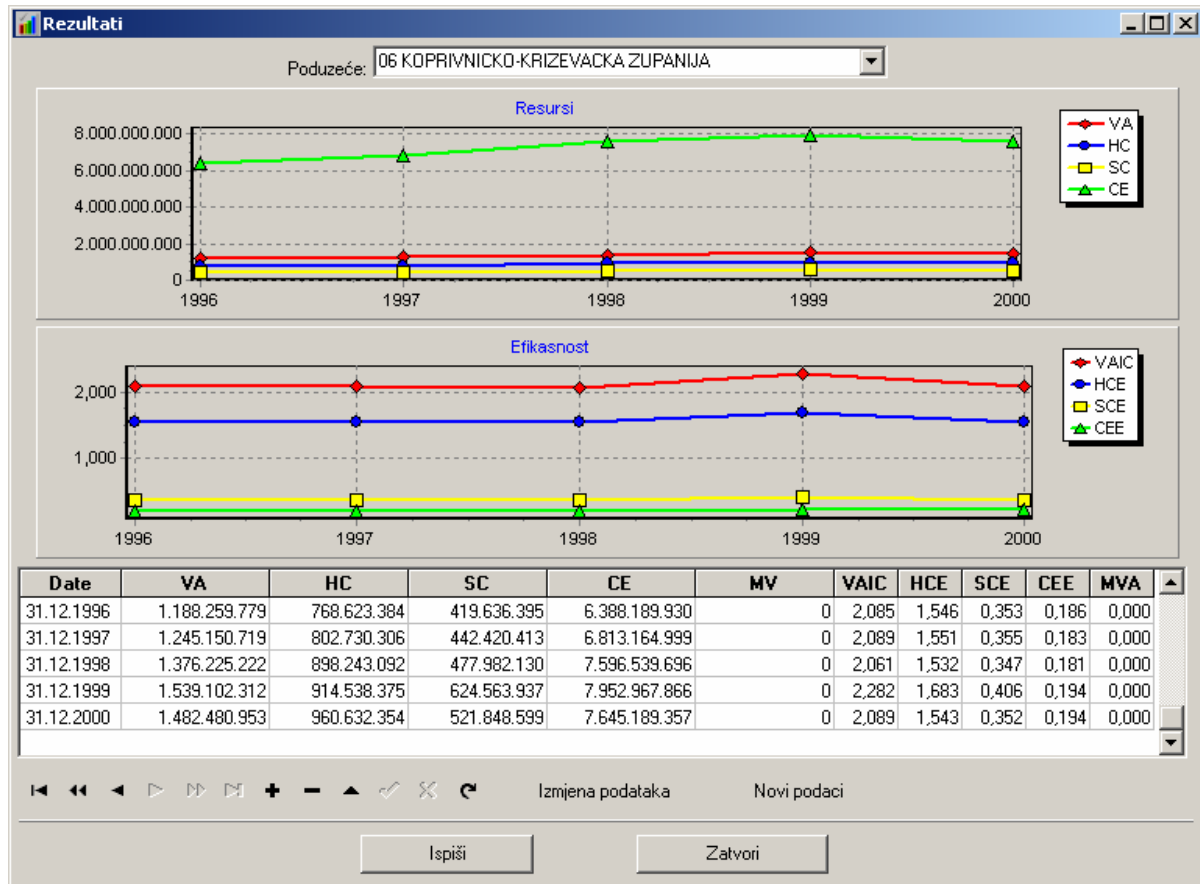 Rezultati
Poduzeće: 06 KOPRIVNICKO-KRIZEVACKA ZUPANIJA
Resursi
8.000.000.000
6.000.000.000
4.000.000.000
2.000.000.000
0
1996 1997 1998 1999 2000
VA
HC
SC
CE
Efikasnost
2,000
1,000
1996 1997 1998 1999 2000
VAIC
HCE
SCE
CEE
Date VA HC SC CE MV VAIC HCE SCE CEE MVA
31.12.1996 1.188.259.779 768.623.384 419.636.395 6.388.189.930 0 2,085 1,546 0,353 0,186 0,000
31.12.1997 1.245.150.719 802.730.306 442.420.413 6.813.164.999 0 2,089 1,551 0,355 0,183 0,000
31.12.1998 1.376.225.222 898.243.092 477.982.130 7.596.539.696 0 2,061 1,532 0,347 0,181 0,000
31.12.1999 1.539.102.312 914.538.375 624.563.937 7.952.967.866 0 2,282 1,683 0,406 0,194 0,000
31.12.2000 1.482.480.953 960.632.354 521.848.599 7.645.189.357 0 2,089 1,543 0,352 0,194 0,000
Izmjena podataka Novi podaci
Ispiši Zatvori